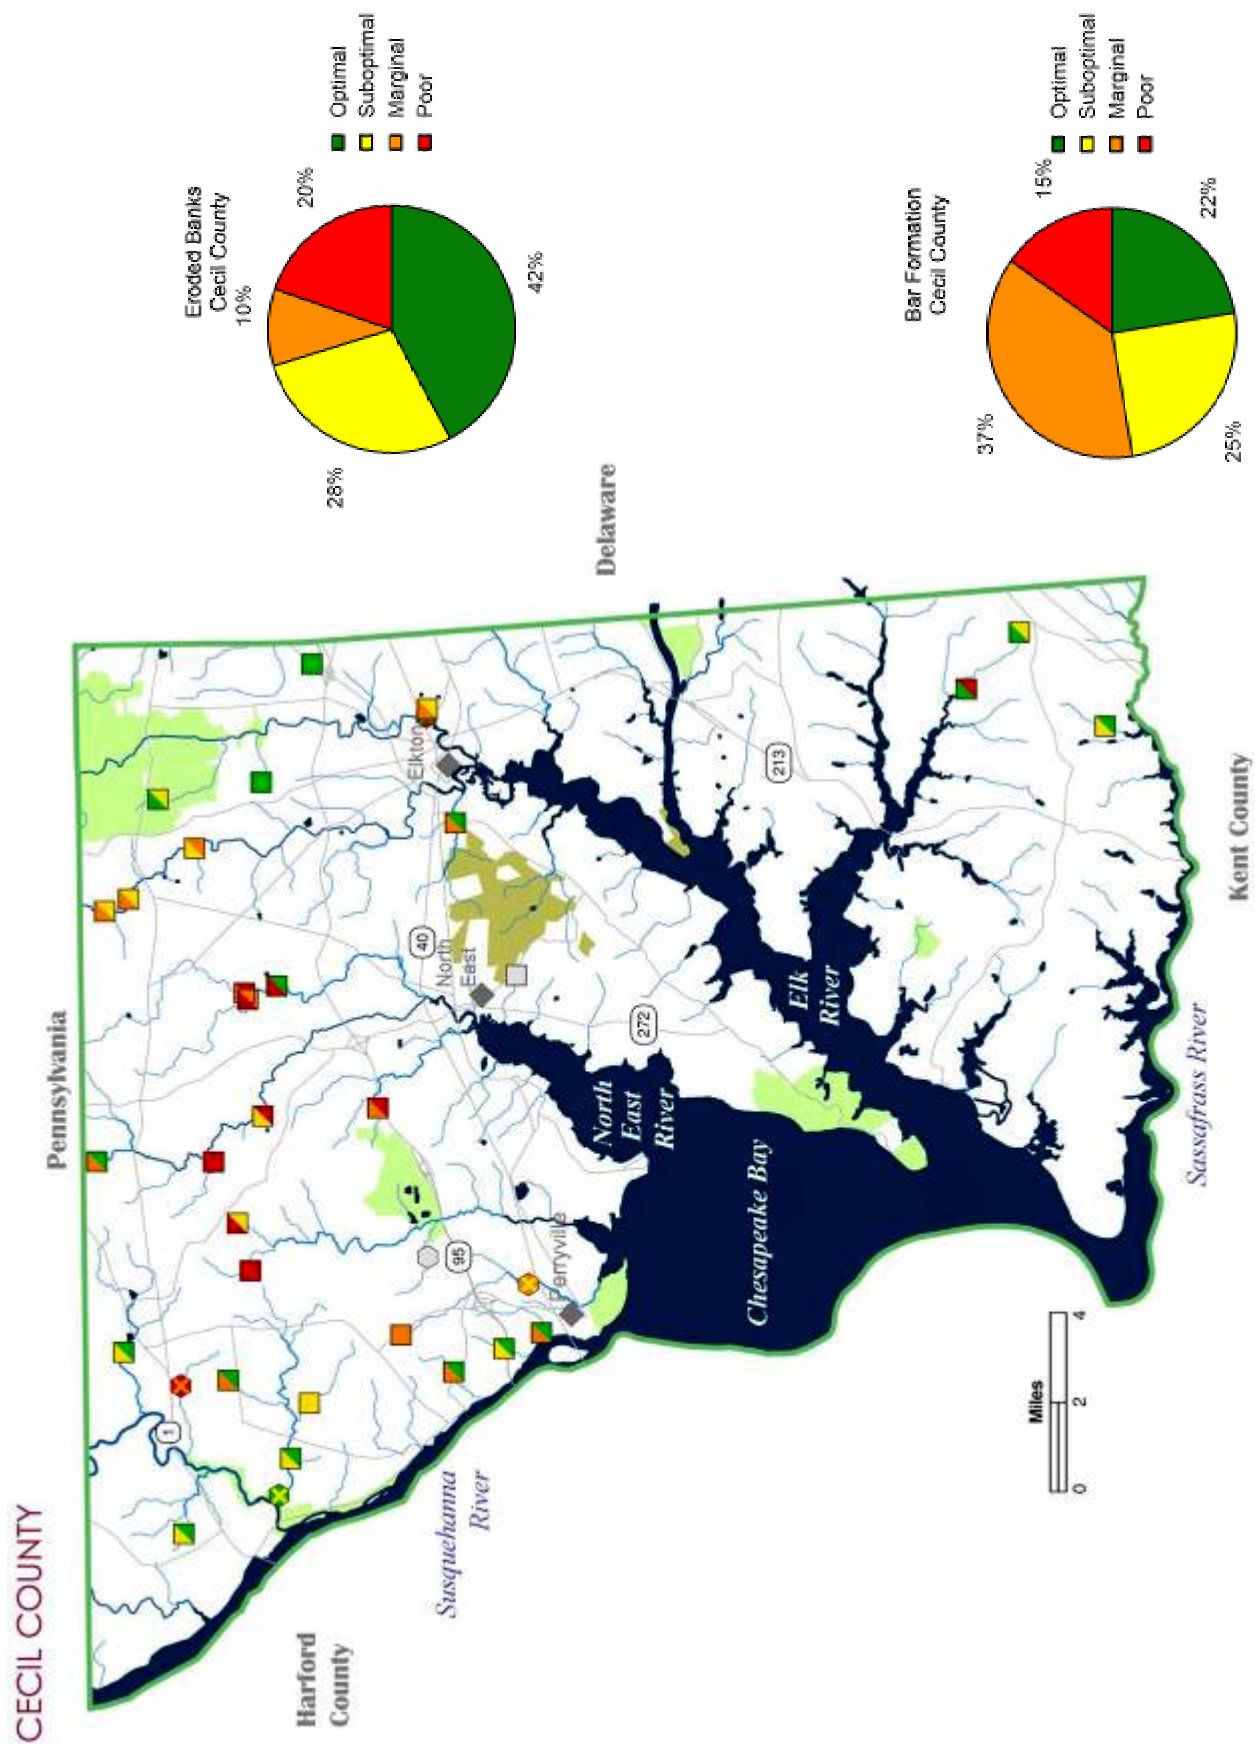 CECIL COUNTY
Pennsylvania
Harford
County
Susquehanna
River
1
95
Perryville
40
North
East
Elkton
272
213
North
East
River
Elk
River
Chesapeake Bay
Sassafrass River
Kent County
Delaware
Miles
0
2
4
Eroded Banks
Cecil County
10%
20%
28%
42%
Optimal
Suboptimal
Marginal
Poor
Bar Formation
Cecil County
37%
15%
25%
22%
Optimal
Suboptimal
Marginal
Poor